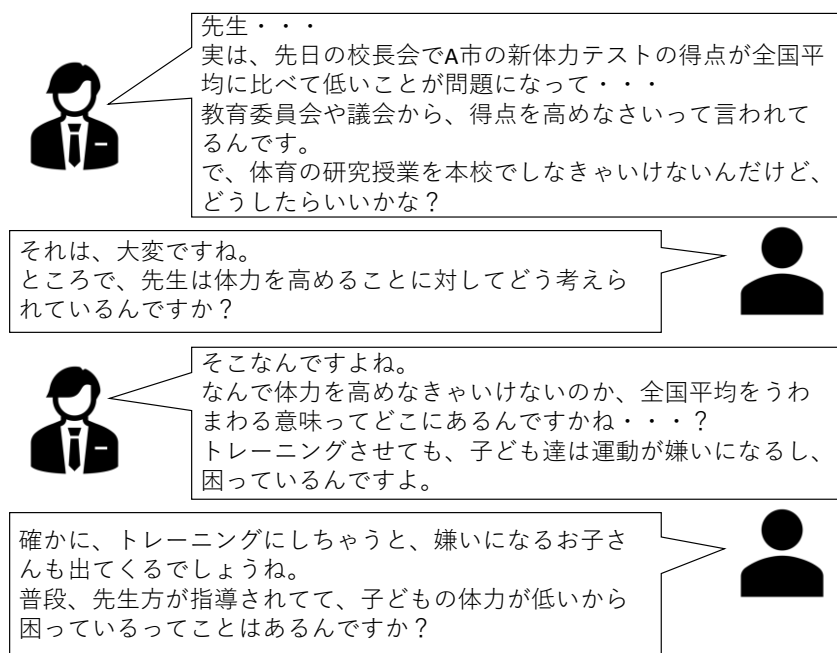 先生・・・
実は、先日の校長会でA市の新体力テストの得点が全国平
均に比べて低いことが問題になって・・・
教育委員会や議会から、得点を高めなさいって言われて
るんです。
で、体育の研究授業を本校でしなきゃいけないんだけど、
どうしたらいいかな？
それは、大変ですね。
ところで、先生は体力を高めることに対してどう考えら
れているんですか？
そこなんですよね。
なんで体力を高めなきゃいけないのか、全国平均をうわ
まわる意味ってどこにあるんですかね・・・？
トレーニングさせても、子ども達は運動が嫌いになるし、
困っているんですよ。
確かに、トレーニングにしちゃうと、嫌いになるお子さ
んも出てくるでしょうね。
普段、先生方が指導されてて、子どもの体力が低いから
困っているってことはあるんですか？